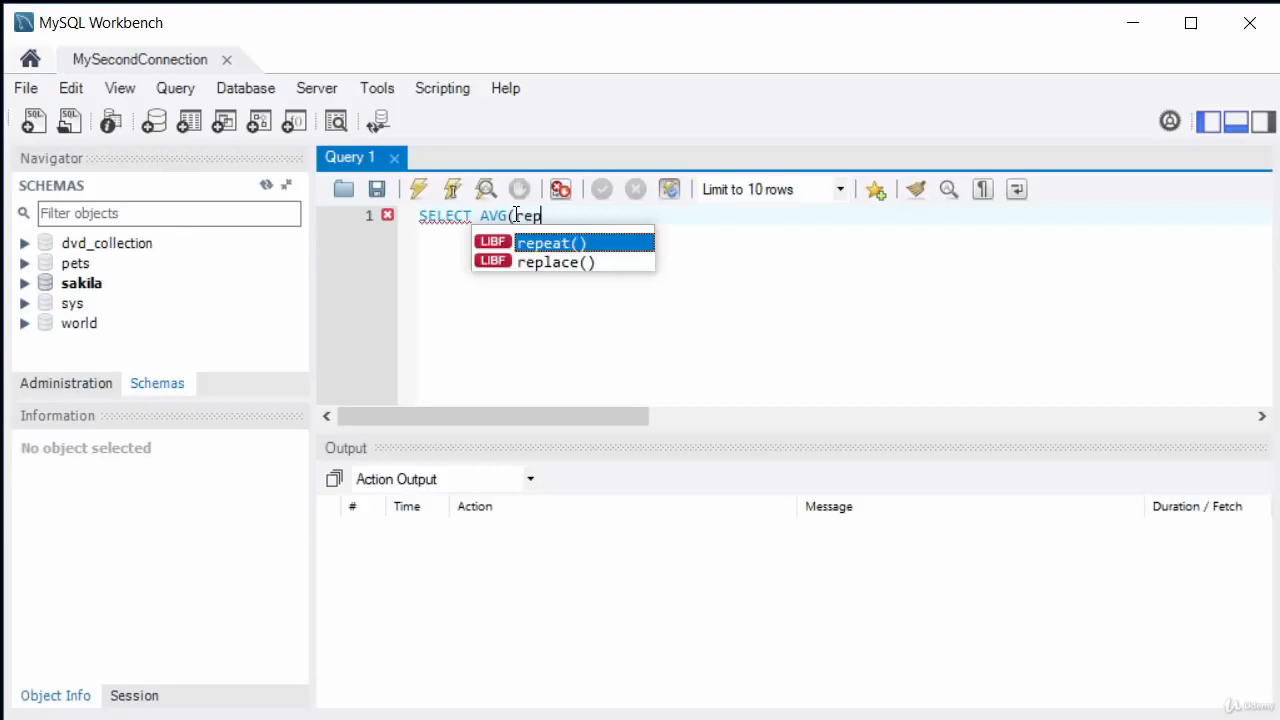 MySQL Workbench
MySecondConnection
File Edit View Query Database Server Tools Scripting Help
Navigator
Query 1
SCHEMAS
Limit to 10 rows
Filter objects
1 SELECT AVG(rep
dvd_collection
LIBF repeat()
pets
LIBF replace()
sakila
sys
world
Administration Schemas
Information
No object selected
Output
Action Output
# Time Action Message Duration / Fetch
Object Info Session
Udemy